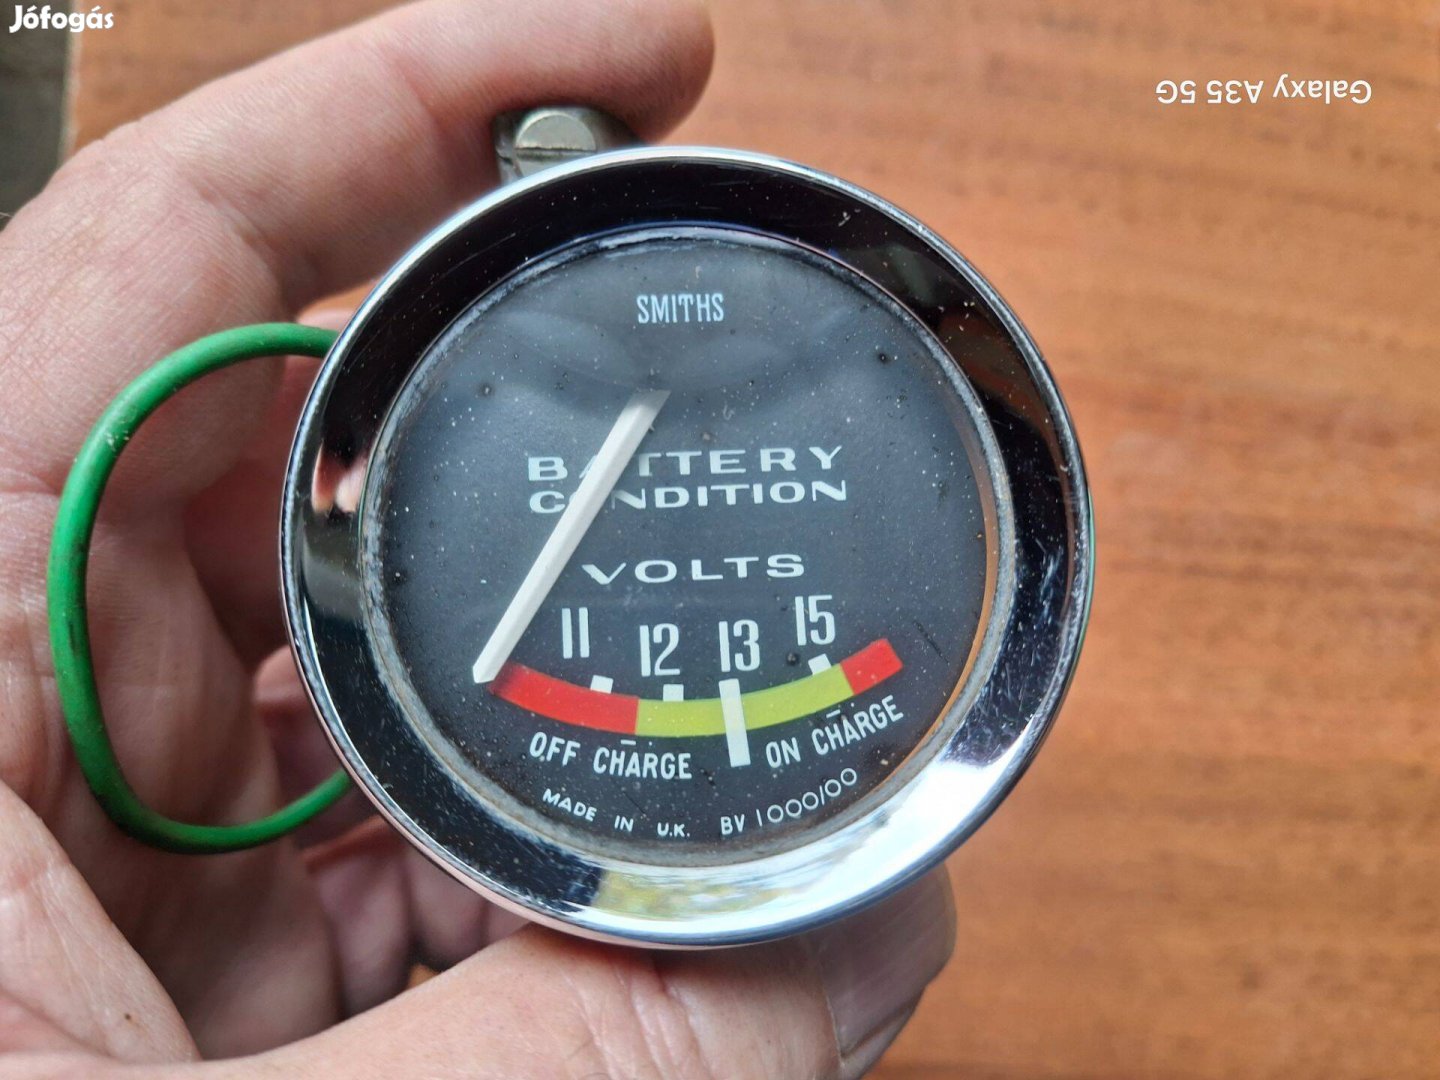 Jófogás
Galaxy A35 5G
SMITHS
BATTERY
CONDITION
VOLTS
11 12 13 15
OFF CHARGE ON CHARGE
MADE IN U.K. BV 1000/00